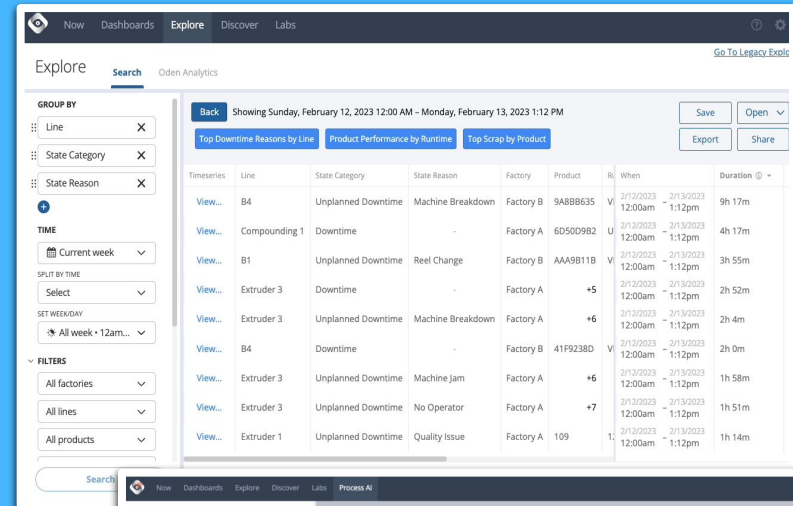 Now Dashboards Explore Discover Labs
Go To Legacy Explo
Explore Search Oden Analytics
GROUP BY
Line X
State Category X
State Reason X
TIME
Current week
SPLIT BY TIME
Select
SET WEEK/DAY
All week • 12am...
FILTERS
All factories
All lines
All products
Search
Back Showing Sunday, February 12, 2023 12:00 AM – Monday, February 13, 2023 1:12 PM Save Open
Top Downtime Reasons by Line Product Performance by Runtime Top Scrap by Product Export Share
Timeseries Line State Category State Reason Factory Product When Duration
View... B4 Unplanned Downtime Machine Breakdown Factory B 9A8BB635 2/12/2023 12:00am – 2/13/2023 1:12pm 9h 17m
View... Compounding 1 Downtime - Factory A 6D50D9B2 2/12/2023 12:00am – 2/13/2023 1:12pm 4h 17m
View... B1 Unplanned Downtime Reel Change Factory B AAA9B11B 2/12/2023 12:00am – 2/13/2023 1:12pm 3h 55m
View... Extruder 3 Downtime - Factory A +5 2/12/2023 12:00am – 2/13/2023 1:12pm 2h 52m
View... Extruder 3 Unplanned Downtime Machine Breakdown Factory A +6 2/12/2023 12:00am – 2/13/2023 1:12pm 2h 4m
View... B4 Downtime - Factory B 41F9238D 2/12/2023 12:00am – 2/13/2023 1:12pm 2h 0m
View... Extruder 3 Unplanned Downtime Machine Jam Factory A +6 2/12/2023 12:00am – 2/13/2023 1:12pm 1h 58m
View... Extruder 3 Unplanned Downtime No Operator Factory A +7 2/12/2023 12:00am – 2/13/2023 1:12pm 1h 51m
View... Extruder 1 Unplanned Downtime Quality Issue Factory A 109 2/12/2023 12:00am – 2/13/2023 1:12pm 1h 14m
Now Dashboards Explore Discover Labs Process AI